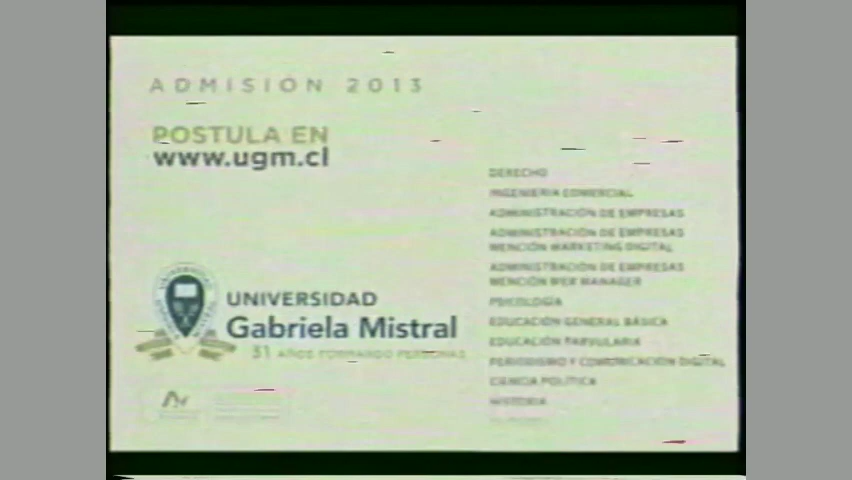 ADMISIÓN 2013
POSTULA EN
www.ugm.cl
UNIVERSIDAD
Gabriela Mistral
31 AÑOS FORMANDO PERSONAS
DERECHO
INGENIERÍA COMERCIAL
ADMINISTRACIÓN DE EMPRESAS
ADMINISTRACIÓN DE EMPRESAS
MENCIÓN MARKETING DIGITAL
ADMINISTRACIÓN DE EMPRESAS
MENCIÓN WEB MANAGER
PSICOLOGÍA
EDUCACIÓN GENERAL BÁSICA
EDUCACIÓN PARVULARIA
PERIODISMO Y COMUNICACIÓN DIGITAL
CIENCIA POLÍTICA
HISTORIA